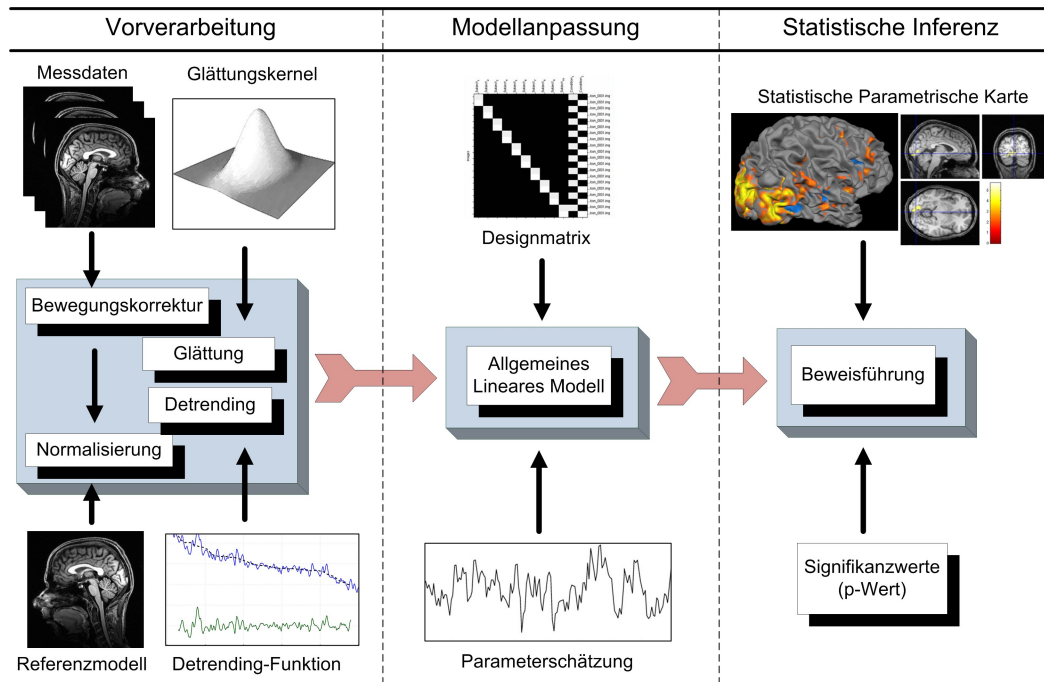 Vorverarbeitung
Modellanpassung
Statistische Inferenz
Messdaten
Glättungskernel
Designmatrix
Statistische Parametrische Karte
Bewegungskorrektur
Glättung
Detrending
Normalisierung
Allgemeines
Lineares Modell
Beweisführung
Signifikanzwerte
(p-Wert)
Referenzmodell
Detrending-Funktion
Parameterschätzung